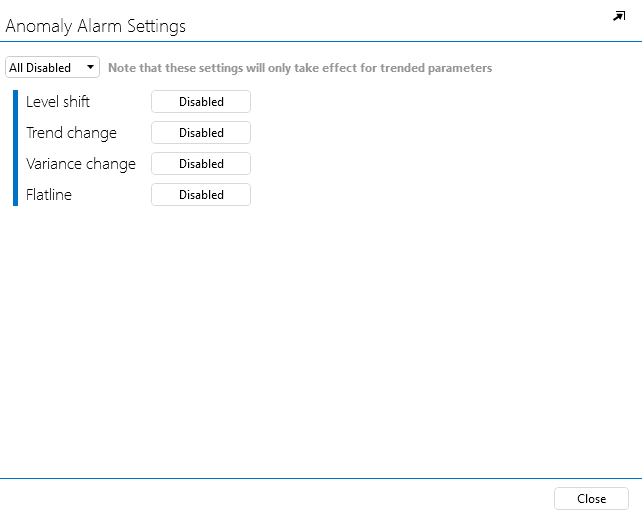 Anomaly Alarm Settings
All Disabled Note that these settings will only take effect for trended parameters
Level shift Disabled
Trend change Disabled
Variance change Disabled
Flatline Disabled
Close